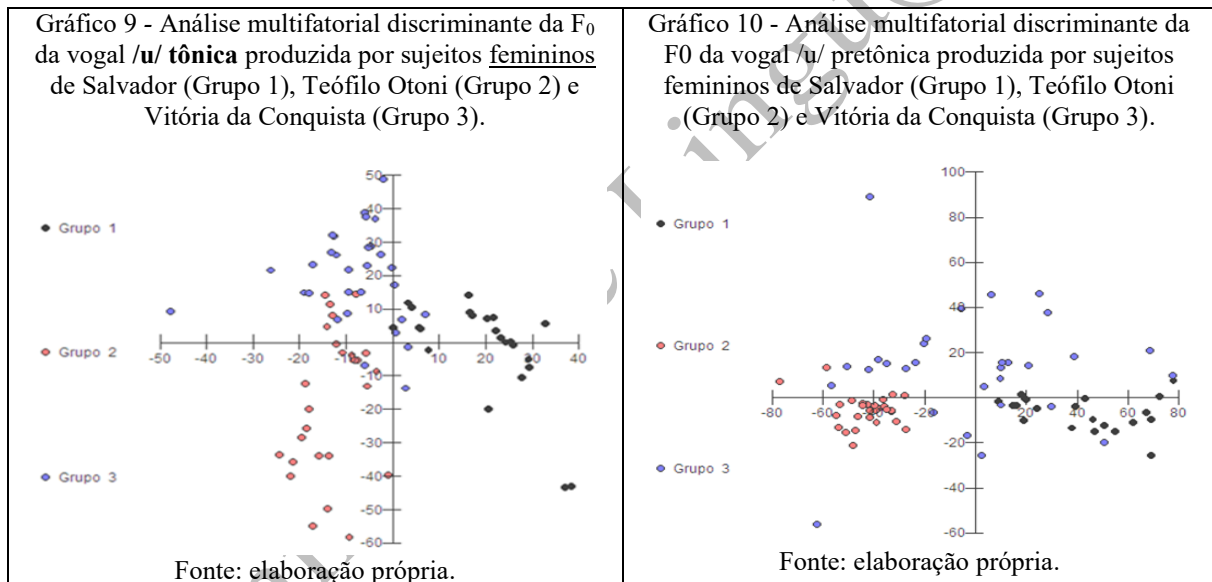 Gráfico 9 - Análise multifatorial discriminante da F0
da vogal /u/ tônica produzida por sujeitos femininos
de Salvador (Grupo 1), Teófilo Otoni (Grupo 2) e
Vitória da Conquista (Grupo 3).
50
40
30
20
10
-10
-20
-30
-40
-50
-60
-50
-40
-30
-20
-10
10
20
30
40
Grupo 1
Grupo 2
Grupo 3
Fonte: elaboração própria.
Gráfico 10 - Análise multifatorial discriminante da
F0 da vogal /u/ pretônica produzida por sujeitos
femininos de Salvador (Grupo 1), Teófilo Otoni
(Grupo 2) e Vitória da Conquista (Grupo 3).
100
80
60
40
20
-20
-40
-60
-80
-60
-40
-20
20
40
60
80
Grupo 1
Grupo 2
Grupo 3
Fonte: elaboração própria.